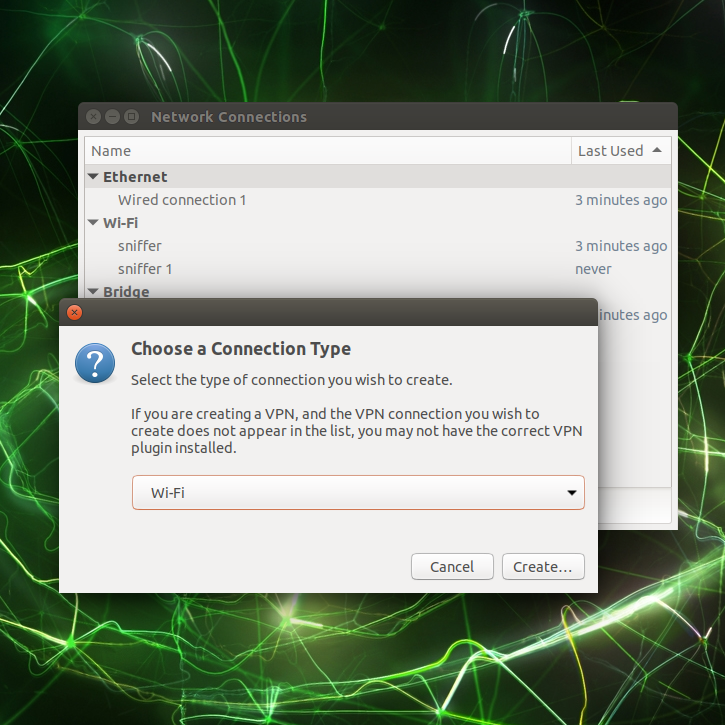 Network Connections
Name Last Used
Ethernet
Wired connection 1 3 minutes ago
Wi-Fi
sniffer 3 minutes ago
sniffer 1 never
Bridge
inutes ago
Choose a Connection Type
?
Select the type of connection you wish to create.
If you are creating a VPN, and the VPN connection you wish to
create does not appear in the list, you may not have the correct VPN
plugin installed.
Wi-Fi
Cancel Create...